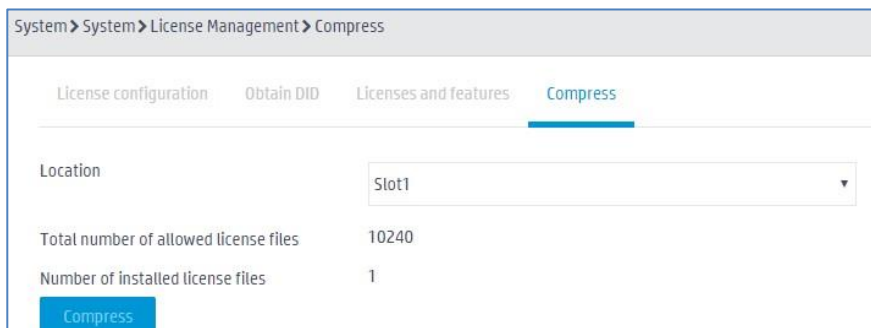 System > System > License Management > Compress
License configuration Obtain DID Licenses and features Compress
Location Slot1
Total number of allowed license files 10240
Number of installed license files 1
Compress